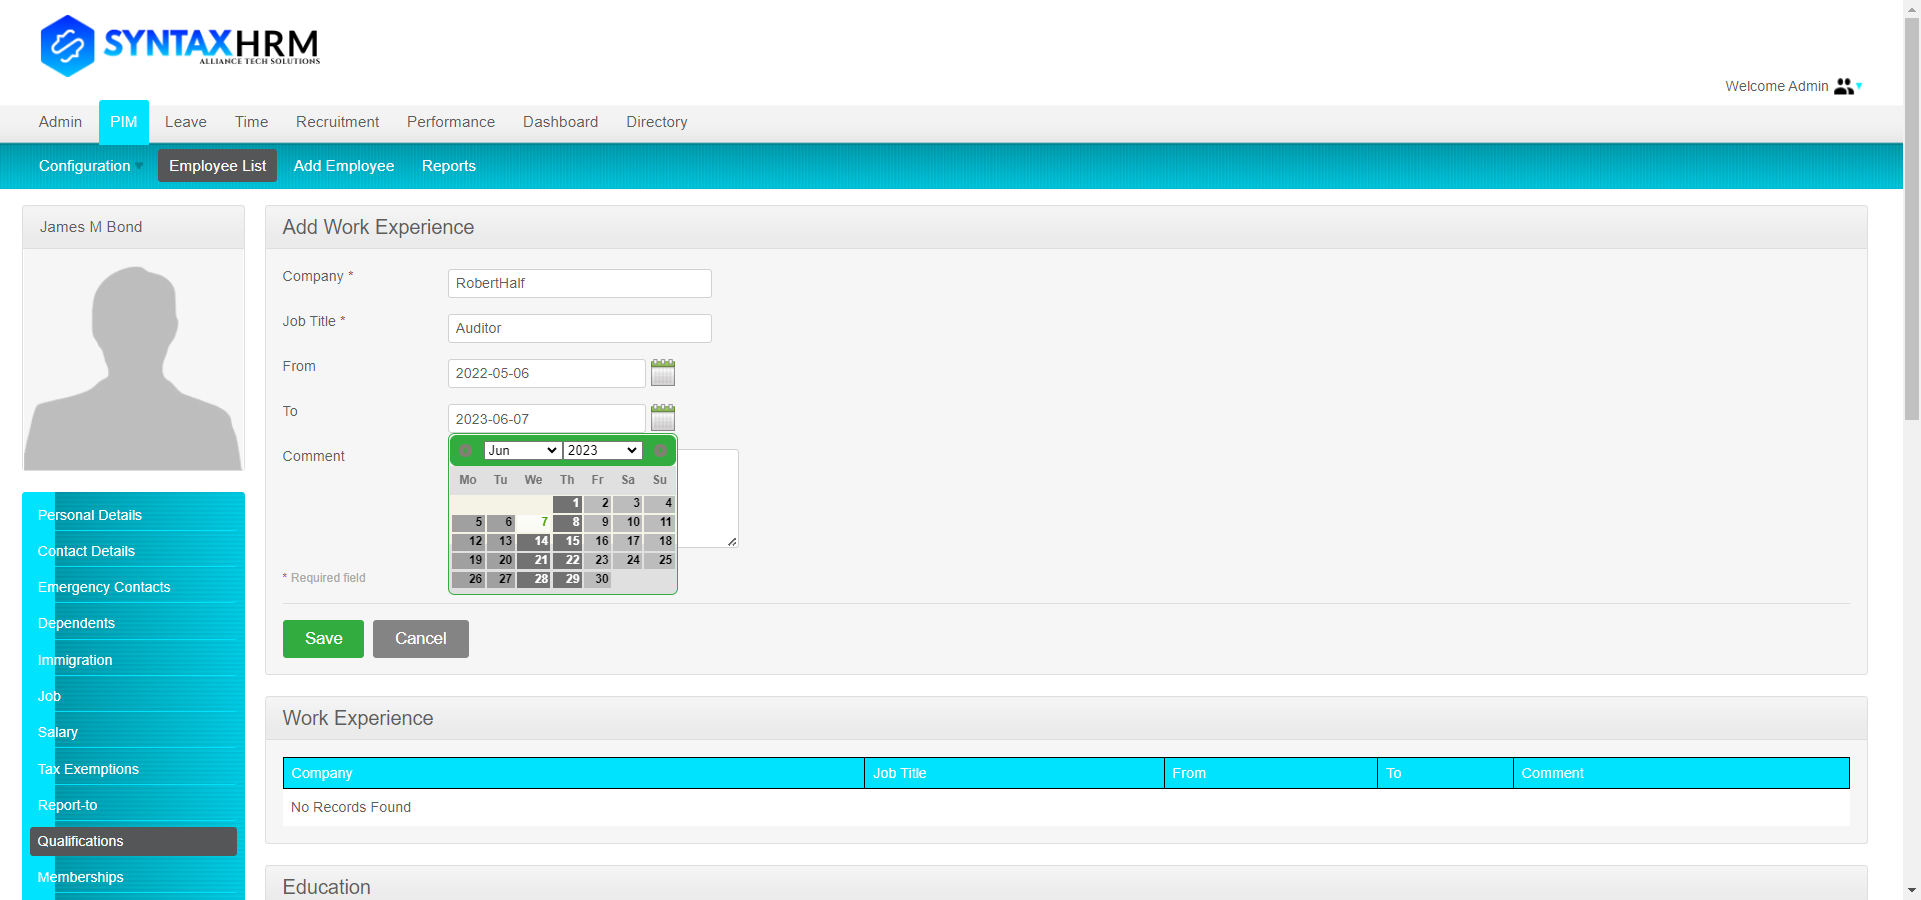 SYNTAXHRM
ALLIANCE TECH SOLUTIONS
Welcome Admin
Admin PIM Leave Time Recruitment Performance Dashboard Directory
Configuration Employee List Add Employee Reports
James M Bond
Personal Details
Contact Details
Emergency Contacts
Dependents
Immigration
Job
Salary
Tax Exemptions
Report-to
Qualifications
Memberships
Add Work Experience
Company * RobertHalf
Job Title * Auditor
From 2022-05-06
To 2023-06-07
Comment
Jun 2023
Mo Tu We Th Fr Sa Su
1 2 3 4
5 6 7 8 9 10 11
12 13 14 15 16 17 18
19 20 21 22 23 24 25
26 27 28 29 30
* Required field
Save Cancel
Work Experience
Company Job Title From To Comment
No Records Found
Education